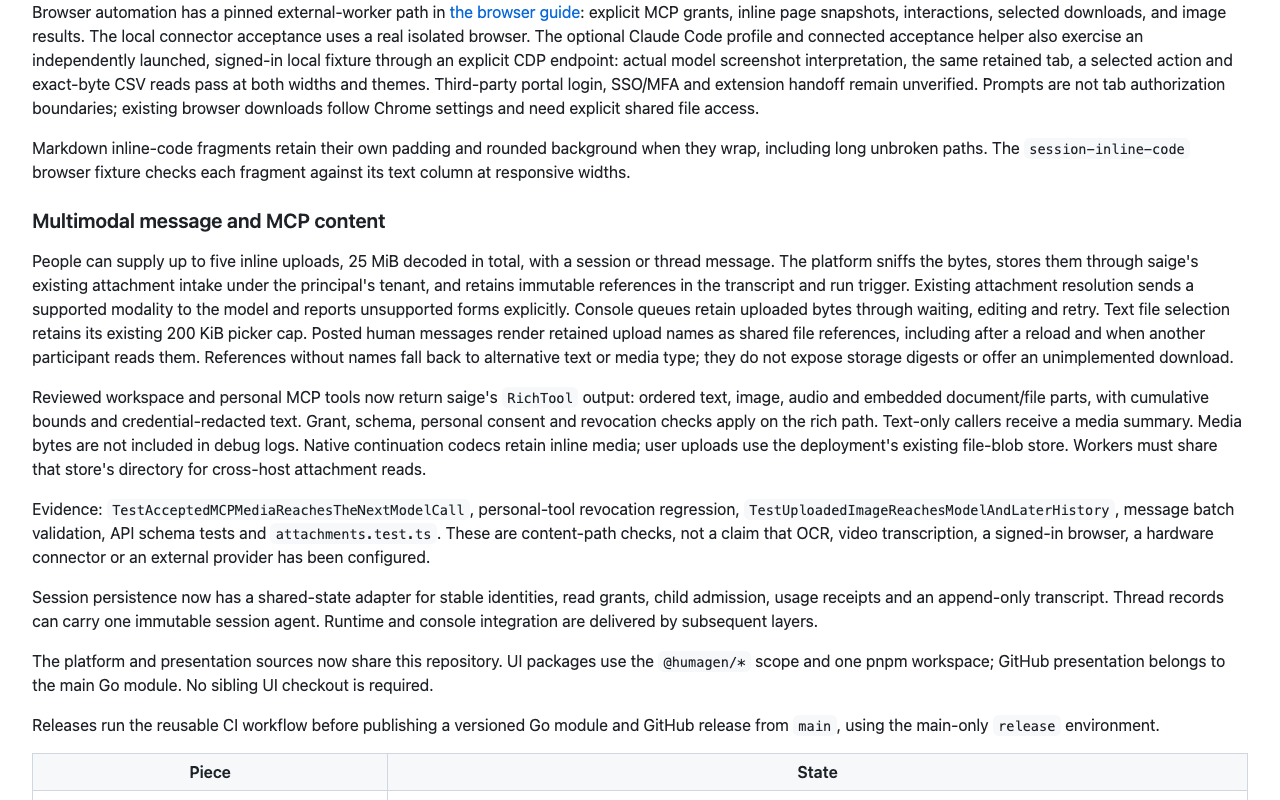 Browser automation has a pinned external-worker path in the browser guide: explicit MCP grants, inline page snapshots, interactions, selected downloads, and image
results. The local connector acceptance uses a real isolated browser. The optional Claude Code profile and connected acceptance helper also exercise an
independently launched, signed-in local fixture through an explicit CDP endpoint: actual model screenshot interpretation, the same retained tab, a selected action and
exact-byte CSV reads pass at both widths and themes. Third-party portal login, SSO/MFA and extension handoff remain unverified. Prompts are not tab authorization
boundaries; existing browser downloads follow Chrome settings and need explicit shared file access.
Markdown inline-code fragments retain their own padding and rounded background when they wrap, including long unbroken paths. The session-inline-code
browser fixture checks each fragment against its text column at responsive widths.
Multimodal message and MCP content
People can supply up to five inline uploads, 25 MiB decoded in total, with a session or thread message. The platform sniffs the bytes, stores them through saige's
existing attachment intake under the principal's tenant, and retains immutable references in the transcript and run trigger. Existing attachment resolution sends a
supported modality to the model and reports unsupported forms explicitly. Console queues retain uploaded bytes through waiting, editing and retry. Text file selection
retains its existing 200 KiB picker cap. Posted human messages render retained upload names as shared file references, including after a reload and when another
participant reads them. References without names fall back to alternative text or media type; they do not expose storage digests or offer an unimplemented download.
Reviewed workspace and personal MCP tools now return saige's RichTool output: ordered text, image, audio and embedded document/file parts, with cumulative
bounds and credential-redacted text. Grant, schema, personal consent and revocation checks apply on the rich path. Text-only callers receive a media summary. Media
bytes are not included in debug logs. Native continuation codecs retain inline media; user uploads use the deployment's existing file-blob store. Workers must share
that store's directory for cross-host attachment reads.
Evidence: TestAcceptedMCPMediaReachesTheNextModelCall , personal-tool revocation regression, TestUploadedImageReachesModelAndLaterHistory , message batch
validation, API schema tests and attachments.test.ts . These are content-path checks, not a claim that OCR, video transcription, a signed-in browser, a hardware
connector or an external provider has been configured.
Session persistence now has a shared-state adapter for stable identities, read grants, child admission, usage receipts and an append-only transcript. Thread records
can carry one immutable session agent. Runtime and console integration are delivered by subsequent layers.
The platform and presentation sources now share this repository. UI packages use the @humagen/* scope and one pnpm workspace; GitHub presentation belongs to
the main Go module. No sibling UI checkout is required.
Releases run the reusable CI workflow before publishing a versioned Go module and GitHub release from main , using the main-only release environment.
Piece State